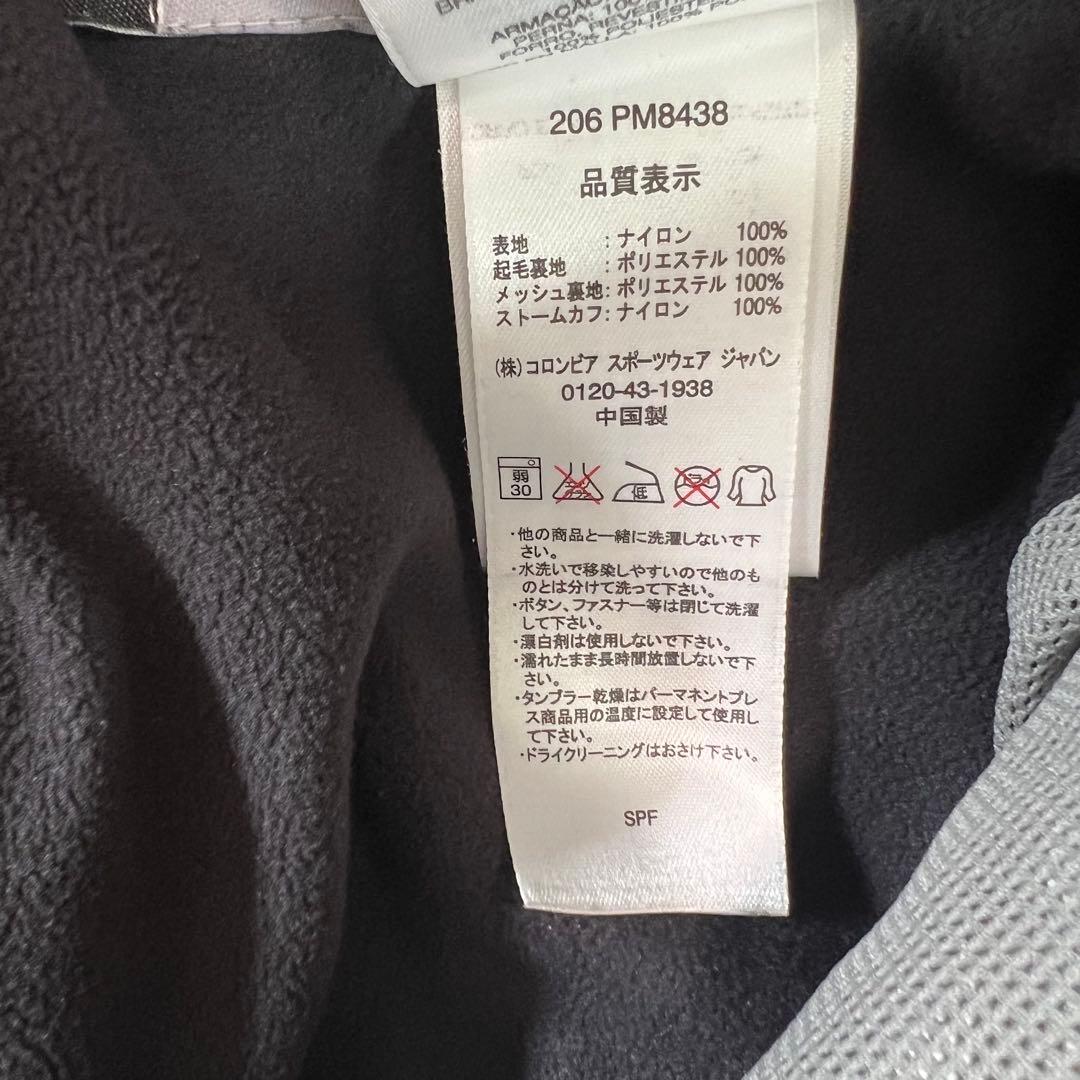 ARMAÇÃO
PERNA: 100
FORRO, REVEST
100% POLIÉS
206 PM8438
品質表示
表地 : ナイロン 100%
起毛裏地 : ポリエステル 100%
メッシュ裏地: ポリエステル 100%
ストームカフ: ナイロン 100%
(株)コロンビア スポーツウェア ジャパン
0120-43-1938
中国製
弱 30 低
・他の商品と一緒に洗濯しないで下
さい。
・水洗いで移染しやすいので他のも
のとは分けて洗って下さい。
・ボタン、ファスナー等は閉じて洗濯
して下さい。
・漂白剤は使用しないで下さい。
・濡れたまま長時間放置しないで下
さい。
・タンブラー乾燥はパーマネントプレ
ス商品用の温度に設定して使用し
て下さい。
・ドライクリーニングはおさけ下さい。
SPF